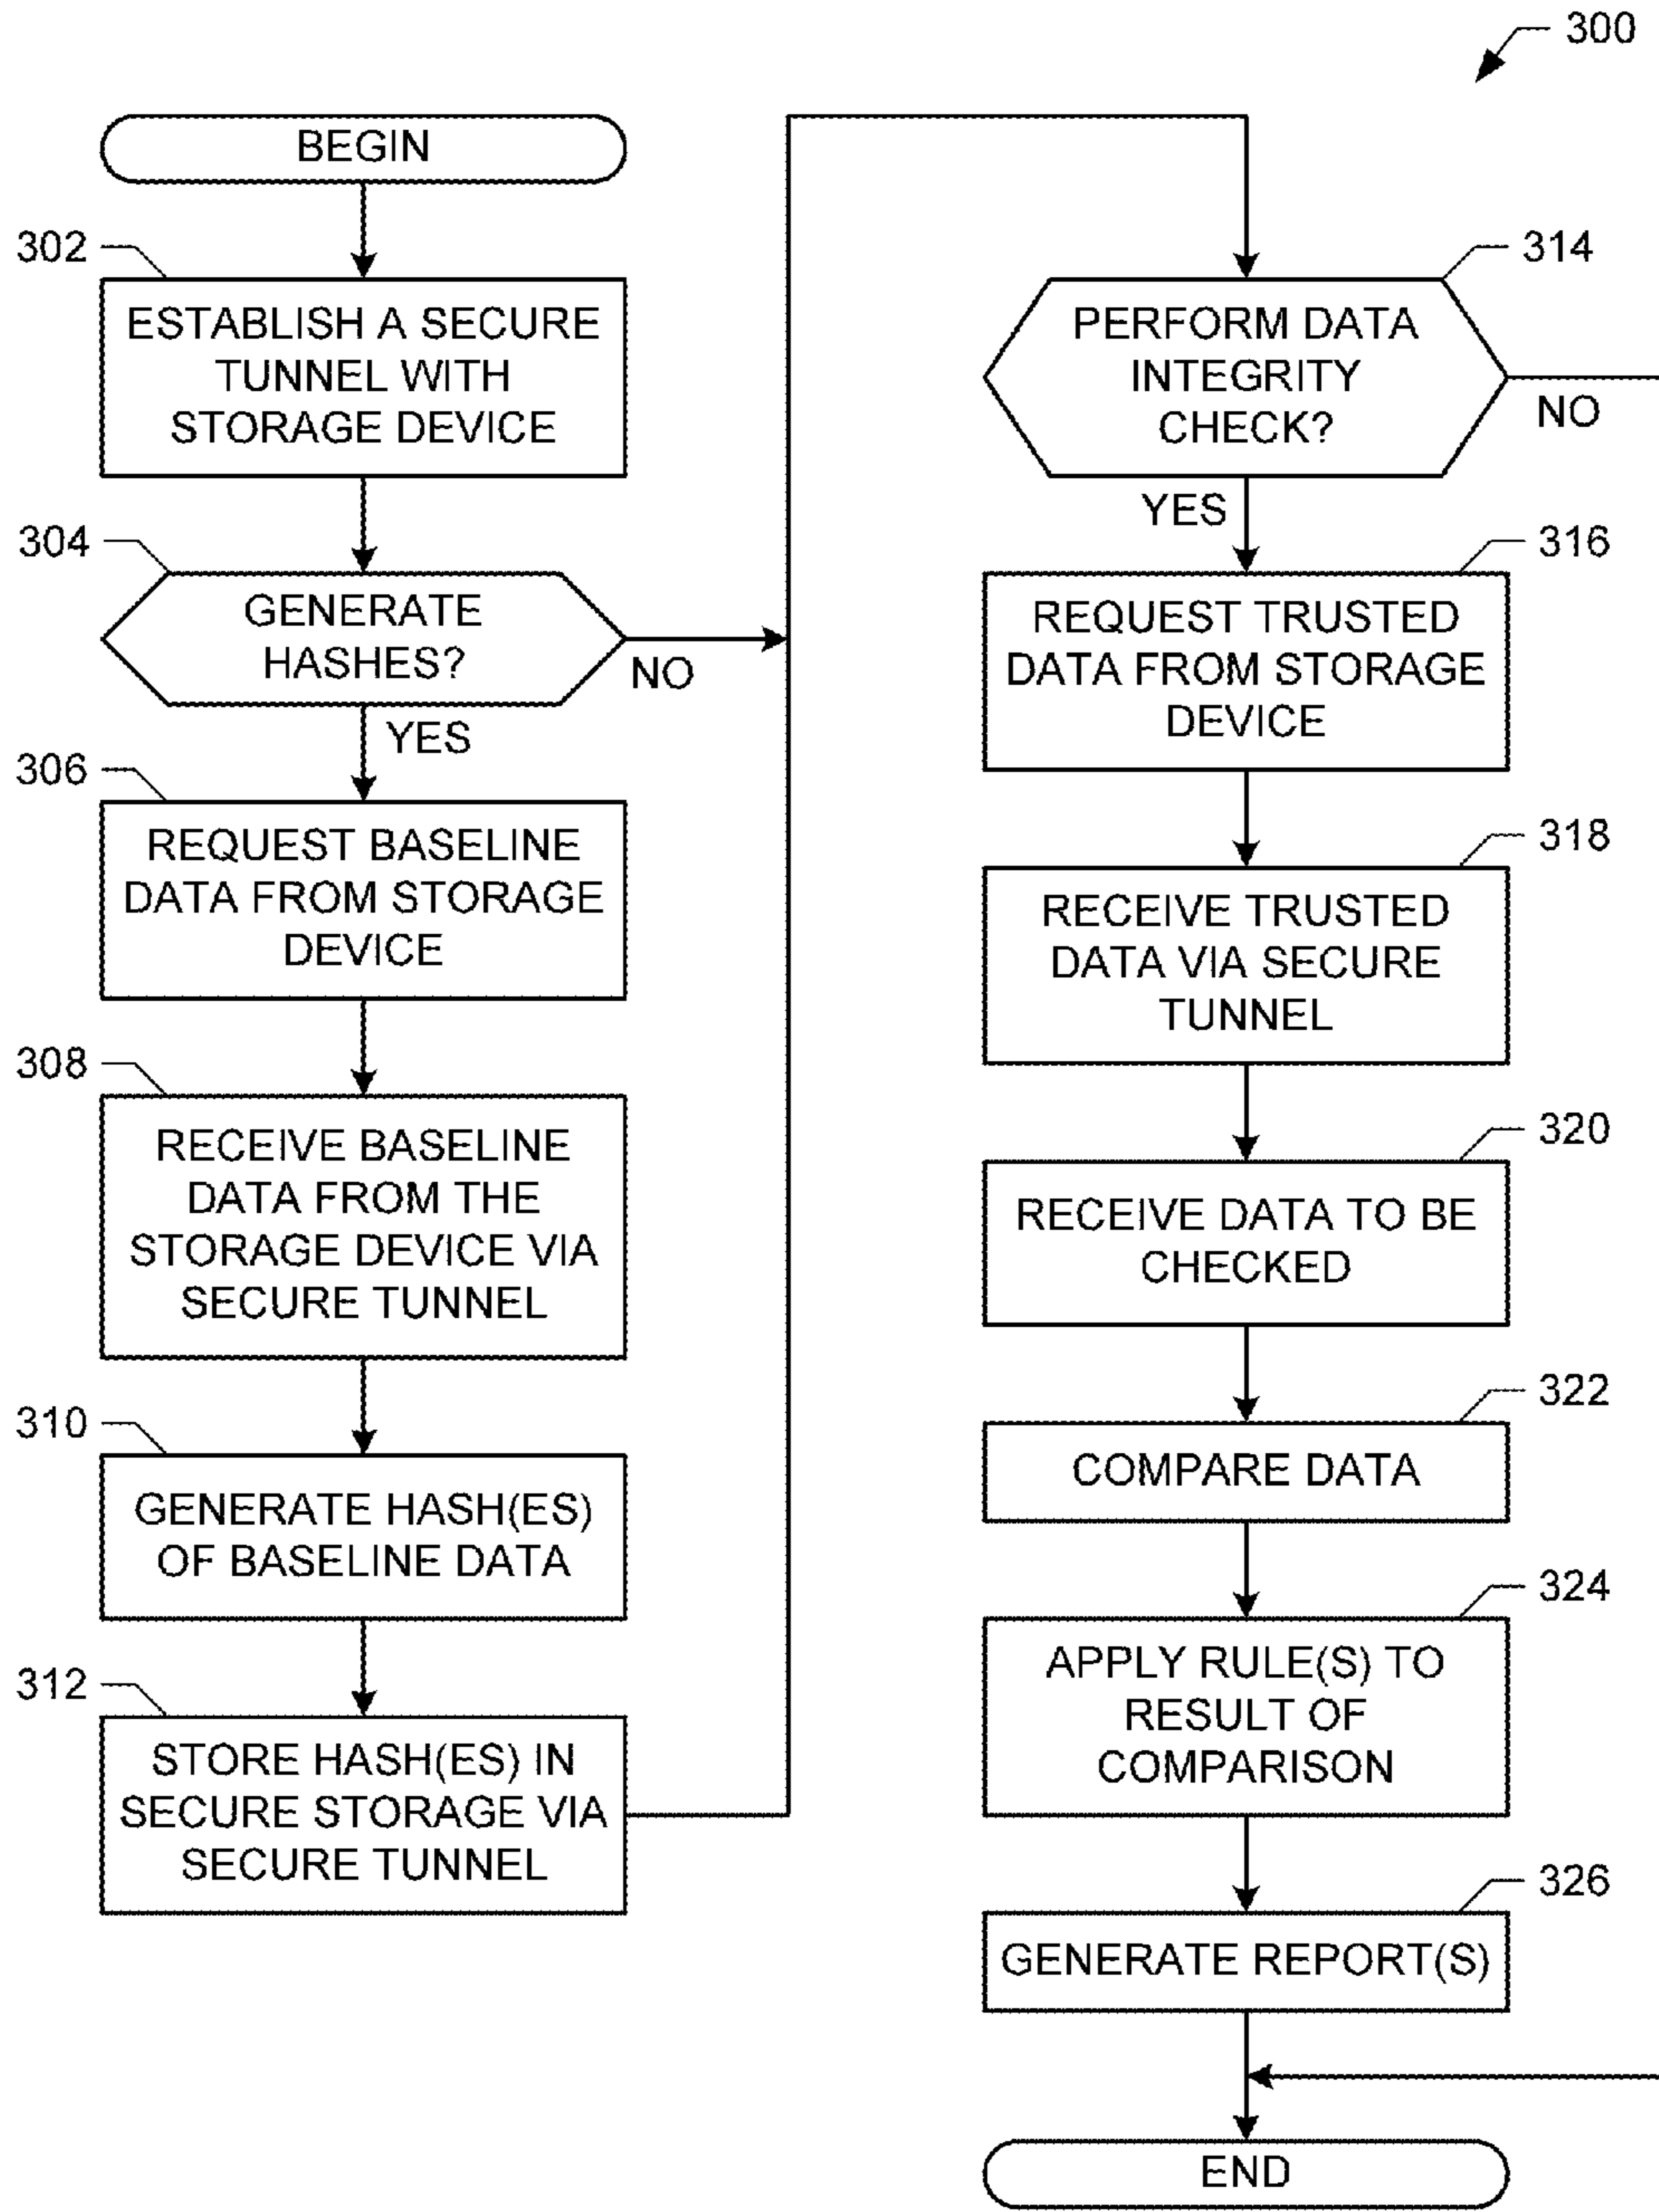 300
BEGIN
302
ESTABLISH A SECURE
TUNNEL WITH
STORAGE DEVICE
304
GENERATE
HASHES?
NO
YES
306
REQUEST BASELINE
DATA FROM STORAGE
DEVICE
308
RECEIVE BASELINE
DATA FROM THE
STORAGE DEVICE VIA
SECURE TUNNEL
310
GENERATE HASH(ES)
OF BASELINE DATA
312
STORE HASH(ES) IN
SECURE STORAGE VIA
SECURE TUNNEL
314
PERFORM DATA
INTEGRITY
CHECK?
NO
YES
316
REQUEST TRUSTED
DATA FROM STORAGE
DEVICE
318
RECEIVE TRUSTED
DATA VIA SECURE
TUNNEL
320
RECEIVE DATA TO BE
CHECKED
322
COMPARE DATA
324
APPLY RULE(S) TO
RESULT OF
COMPARISON
326
GENERATE REPORT(S)
END